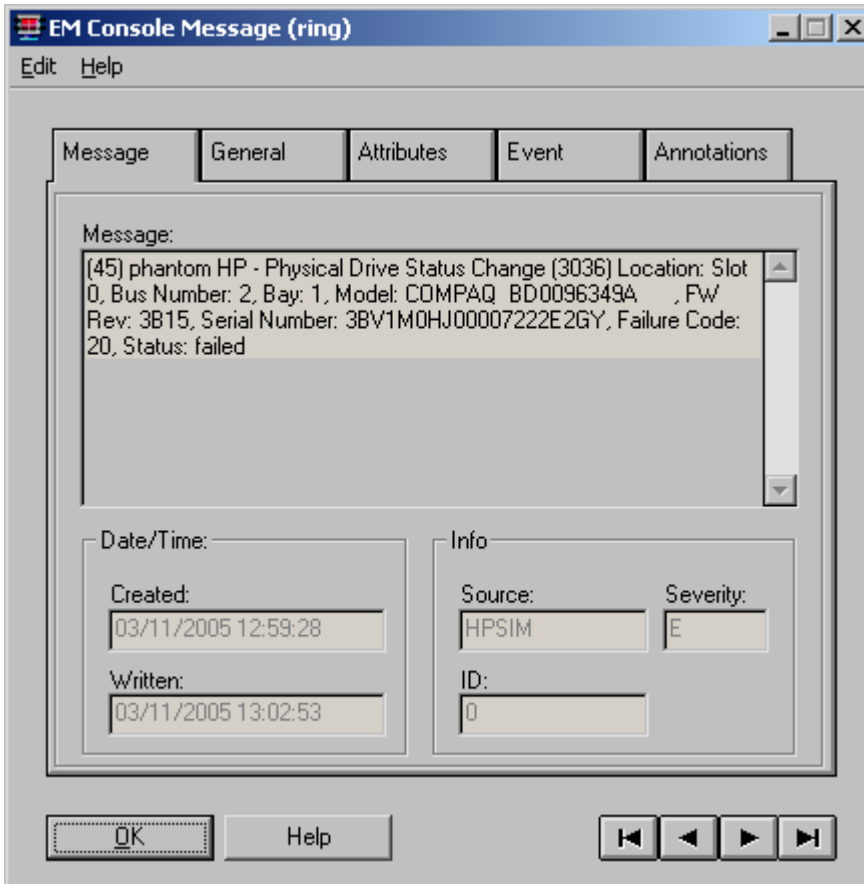 EM Console Message (ring)
Edit Help
Message General Attributes Event Annotations
Message:
(45) phantom HP - Physical Drive Status Change (3036) Location: Slot
0, Bus Number: 2, Bay: 1, Model: COMPAQ BD0096349A , FW
Rev: 3B15, Serial Number: 3BV1M0HJ00007222E2GY, Failure Code:
20, Status: failed
Date/Time:
Created:
03/11/2005 12:59:28
Written:
03/11/2005 13:02:53
Info
Source: Severity:
HPSIM E
ID:
0
OK Help